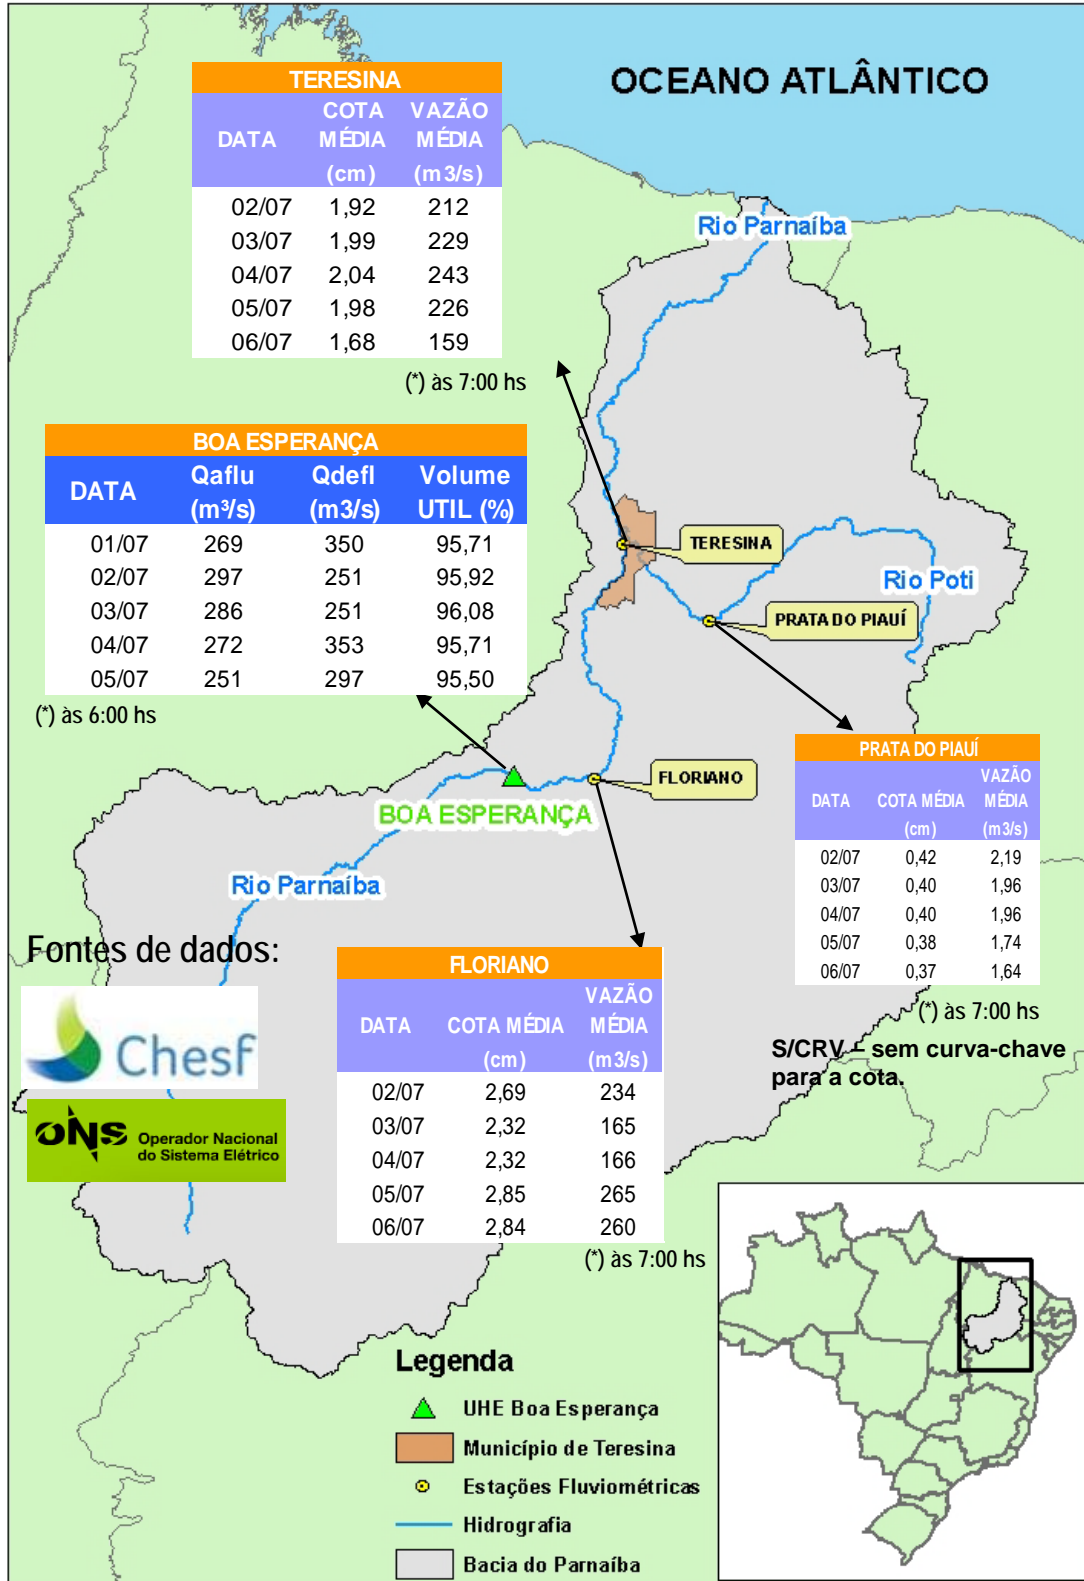 OCEANO ATLÂNTICO
TERESINA
DATA COTA MÉDIA (cm) VAZÃO MÉDIA (m3/s)
02/07 1,92 212
03/07 1,99 229
04/07 2,04 243
05/07 1,98 226
06/07 1,68 159
(*) às 7:00 hs
Rio Parnaíba
BOA ESPERANÇA
DATA Qaflu (m³/s) Qdefl (m3/s) Volume UTIL (%)
01/07 269 350 95,71
02/07 297 251 95,92
03/07 286 251 96,08
04/07 272 353 95,71
05/07 251 297 95,50
(*) às 6:00 hs
TERESINA
Rio Poti
PRATA DO PIAUÍ
FLORIANO
BOA ESPERANÇA
Rio Parnaíba
PRATA DO PIAUÍ
DATA COTA MÉDIA (cm) VAZÃO MÉDIA (m3/s)
02/07 0,42 2,19
03/07 0,40 1,96
04/07 0,40 1,96
05/07 0,38 1,74
06/07 0,37 1,64
(*) às 7:00 hs
S/CRV – sem curva-chave
para a cota.
Fontes de dados:
Chesf
ONS Operador Nacional
do Sistema Elétrico
FLORIANO
DATA COTA MÉDIA (cm) VAZÃO MÉDIA (m3/s)
02/07 2,69 234
03/07 2,32 165
04/07 2,32 166
05/07 2,85 265
06/07 2,84 260
(*) às 7:00 hs
Legenda
UHE Boa Esperança
Município de Teresina
Estações Fluviométricas
Hidrografia
Bacia do Parnaíba